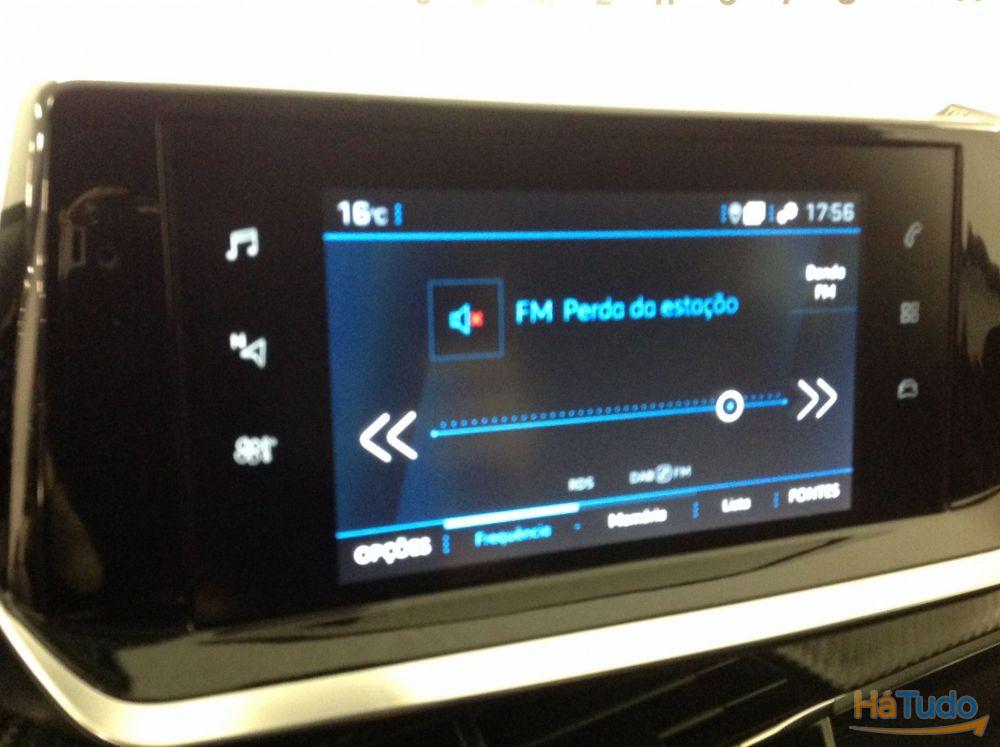 16°C
17:56
Banda
FM
FM Perda da estação
N
RDS
DAB FM
OPÇÕES
Frequência
Memória
Lista
FONTES
HáTudo